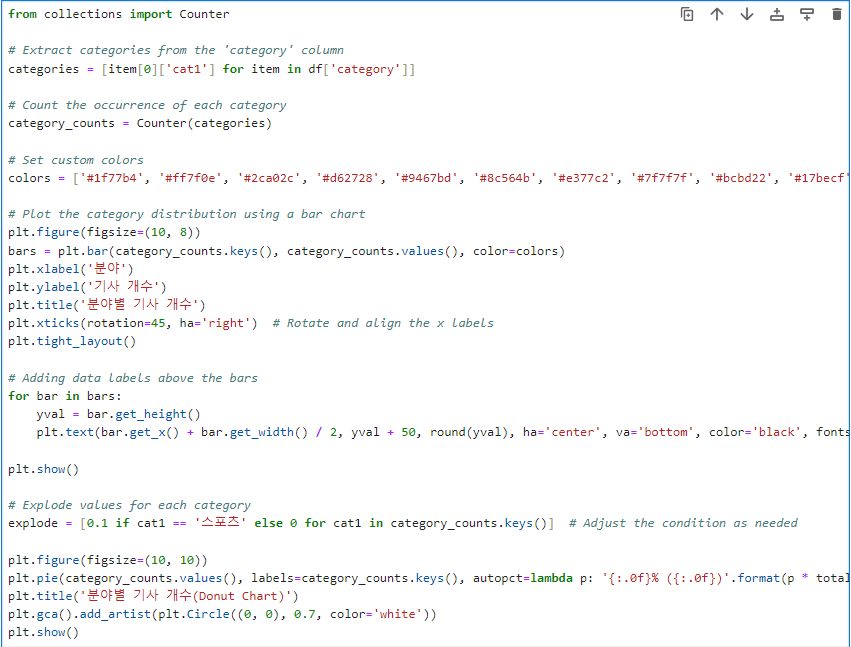 from collections import Counter
# Extract categories from the 'category' column
categories = [item[0]['cat1'] for item in df['category']]
# Count the occurrence of each category
category_counts = Counter(categories)
# Set custom colors
colors = ['#1f77b4', '#ff7f0e', '#2ca02c', '#d62728', '#9467bd', '#8c564b', '#e377c2', '#7f7f7f', '#bcbd22', '#17becf'
# Plot the category distribution using a bar chart
plt.figure(figsize=(10, 8))
bars = plt.bar(category_counts.keys(), category_counts.values(), color=colors)
plt.xlabel('분야')
plt.ylabel('기사 개수')
plt.title('분야별 기사 개수')
plt.xticks(rotation=45, ha='right')  # Rotate and align the x labels
plt.tight_layout()
# Adding data labels above the bars
for bar in bars:
    yval = bar.get_height()
    plt.text(bar.get_x() + bar.get_width() / 2, yval + 50, round(yval), ha='center', va='bottom', color='black', fonts
plt.show()
# Explode values for each category
explode = [0.1 if cat1 == '스포츠' else 0 for cat1 in category_counts.keys()]  # Adjust the condition as needed
plt.figure(figsize=(10, 10))
plt.pie(category_counts.values(), labels=category_counts.keys(), autopct=lambda p: '{:.0f}% ({:.0f})'.format(p * total
plt.title('분야별 기사 개수(Donut Chart)')
plt.gca().add_artist(plt.Circle((0, 0), 0.7, color='white'))
plt.show()